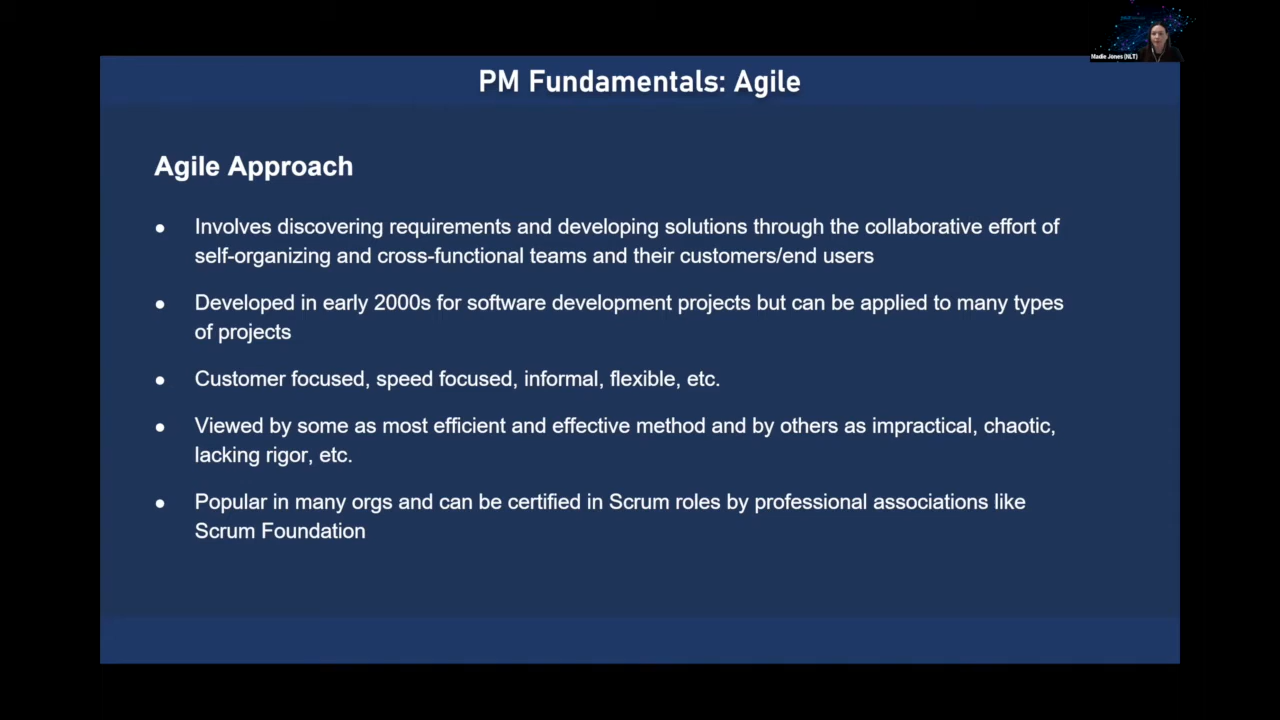 Madie Jones (NLT)
PM Fundamentals: Agile
Agile Approach
● Involves discovering requirements and developing solutions through the collaborative effort of
self-organizing and cross-functional teams and their customers/end users
● Developed in early 2000s for software development projects but can be applied to many types
of projects
● Customer focused, speed focused, informal, flexible, etc.
● Viewed by some as most efficient and effective method and by others as impractical, chaotic,
lacking rigor, etc.
● Popular in many orgs and can be certified in Scrum roles by professional associations like
Scrum Foundation